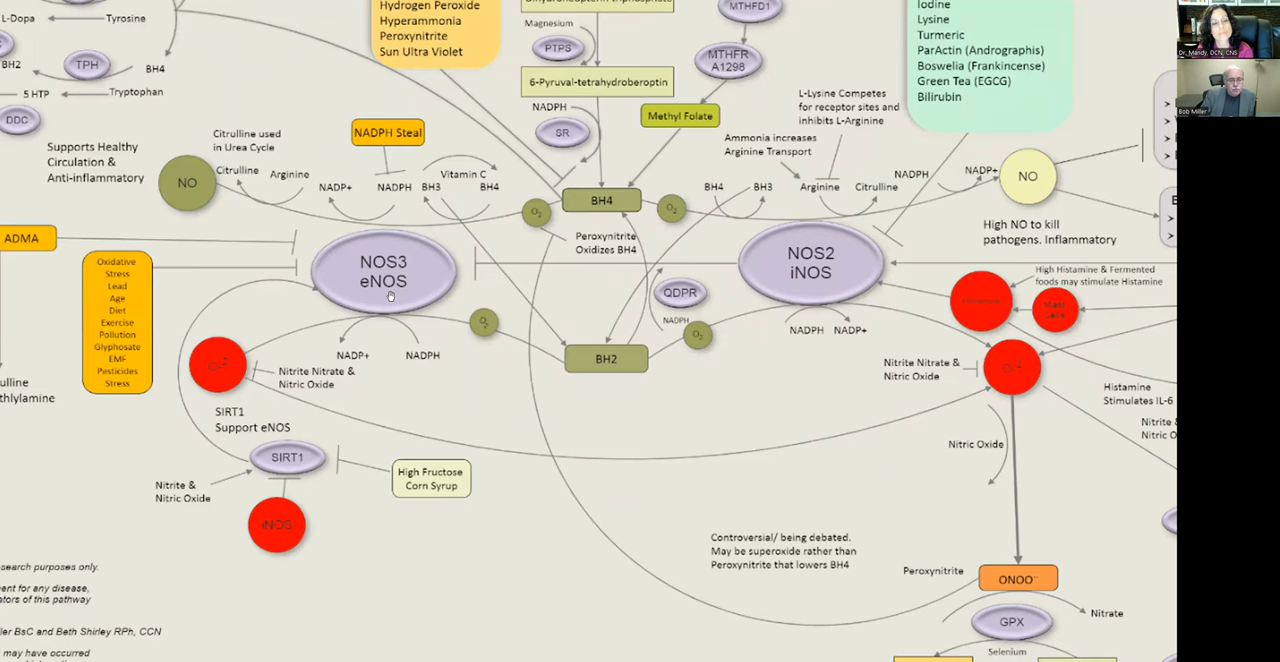 L-Dopa
Tyrosine
BH2
TPH
BH4
5 HTP
Tryptophan
DDC
Hydrogen Peroxide
Hyperammonia
Peroxynitrite
Sun Ultra Violet
Magnesium
PTPS
6-Pyruval-tetrahydroberoptin
NADPH
SR
MTHFD1
MTHFR
A1298
Methyl Folate
Iodine
Lysine
Turmeric
ParActin (Andrographis)
Boswelia (Frankincense)
Green Tea (EGCG)
Bilirubin
Dr. Mandy, DCN, CNS
Bob Miller
L-Lysine Competes
for receptor sites and
inhibits L-Arginine
Ammonia increases
Arginine Transport
Supports Healthy
Circulation &
Anti-inflammatory
Citrulline used
in Urea Cycle
NO
Citrulline
Arginine
NADP+
NADPH Steal
NADPH
BH3
Vitamin C
BH4
O2
BH4
O2
BH4
BH3
Arginine
Citrulline
NADPH
NADP+
NO
High NO to kill
pathogens. Inflammatory
Peroxynitrite
Oxidizes BH4
ADMA
Oxidative
Stress
Lead
Age
Diet
Exercise
Pollution
Glyphosate
EMF
Pesticides
Stress
NOS3
eNOS
NOS2
iNOS
QDPR
NADPH
O2
O2
BH2
NADP+
NADPH
NADPH
NADP+
High Histamine & Fermented
foods may stimulate Histamine
Mast
Cells
Nitrite Nitrate &
Nitric Oxide
Nitrite Nitrate &
Nitric Oxide
Histamine
Stimulates IL-6
Nitrite &
Nitric O
SIRT1
Support eNOS
SIRT1
High Fructose
Corn Syrup
Nitrite &
Nitric Oxide
iNOS
Nitric Oxide
Controversial/ being debated.
May be superoxide rather than
Peroxynitrite that lowers BH4
Peroxynitrite
ONOO⁻
Nitrate
GPX
Selenium
search purposes only.
ent for any disease,
ators of this pathway
ler BsC and Beth Shirley RPh, CCN
may have occurred